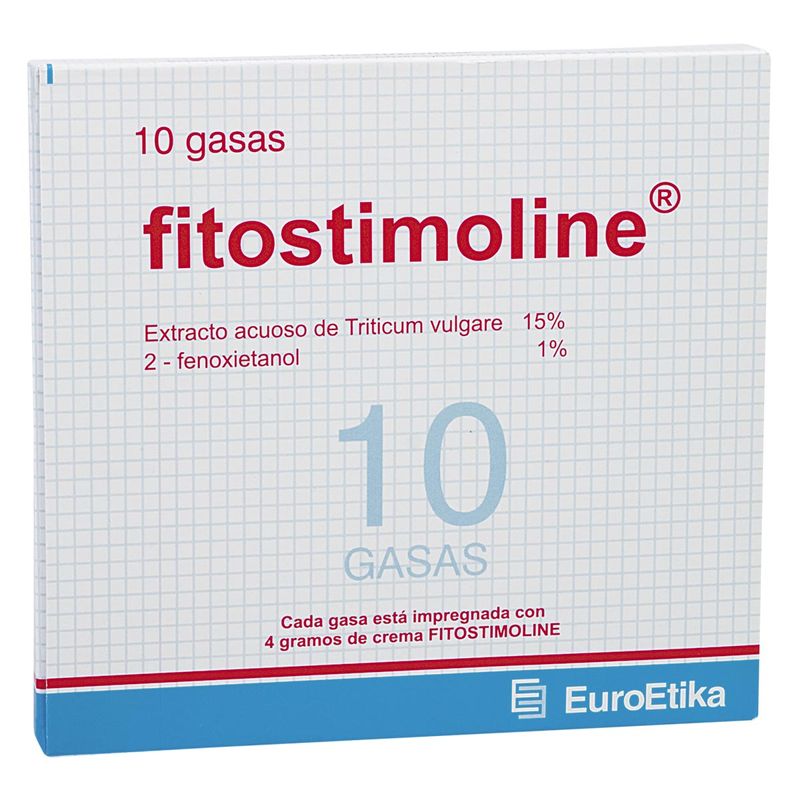 10 gasas
fitostimoline®
Extracto acuoso de Triticum vulgare 15%
2 - fenoxietanol 1%
10
GASAS
Cada gasa está impregnada con
4 gramos de crema FITOSTIMOLINE
EuroEtika